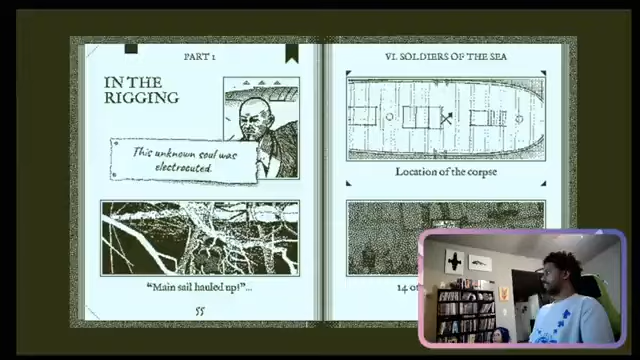 PART 1
IN THE
RIGGING
This unknown soul was
electrocuted.
"Main sail hauled up!"...
55
VI. SOLDIERS OF THE SEA
Location of the corpse
14